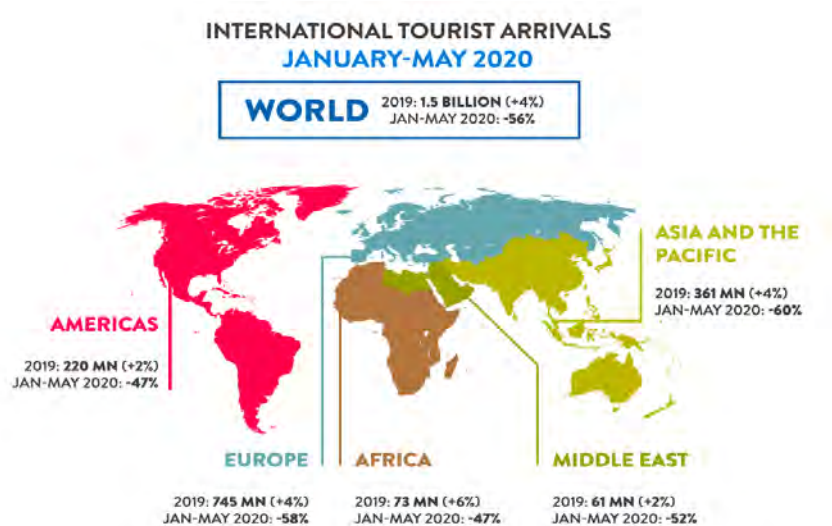 INTERNATIONAL TOURIST ARRIVALS
JANUARY-MAY 2020
WORLD
2019: 1.5 BILLION (+4%)
JAN-MAY 2020: -56%
ASIA AND THE
PACIFIC
2019: 361 MN (+4%)
JAN-MAY 2020: -60%
AMERICAS
2019: 220 MN (+2%)
JAN-MAY 2020: -47%
EUROPE
2019: 745 MN (+4%)
JAN-MAY 2020: -58%
AFRICA
2019: 73 MN (+6%)
JAN-MAY 2020: -47%
MIDDLE EAST
2019: 61 MN (+2%)
JAN-MAY 2020: -52%